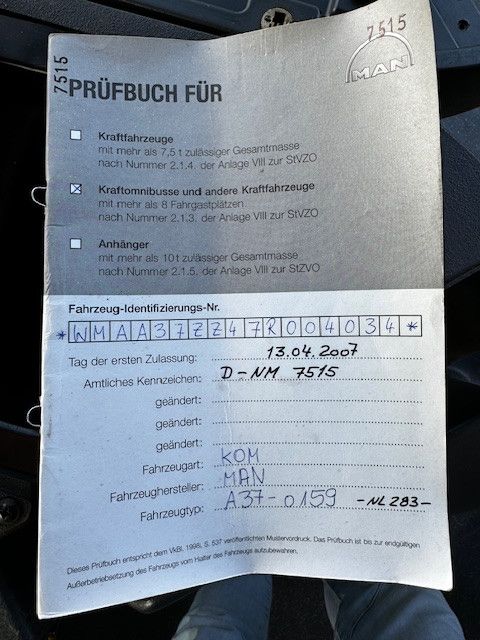 7515
7515
MAN
PRÜFBUCH FÜR
Kraftfahrzeuge
mit mehr als 7,5 t zulässiger Gesamtmasse
nach Nummer 2.1.4. der Anlage VIII zur StVZO
Kraftomnibusse und andere Kraftfahrzeuge
mit mehr als 8 Fahrgastplätzen
nach Nummer 2.1.3. der Anlage VIII zur StVZO
Anhänger
mit mehr als 10t zulässiger Gesamtmasse
nach Nummer 2.1.5. der Anlage VIII zur StZVO
Fahrzeug-Identifizierungs-Nr.
* WMAA37ZZ47R004034 *
Tag der ersten Zulassung: 13.04.2007
Amtliches Kennzeichen: D-NM 7515
geändert:
geändert:
geändert:
Fahrzeugart: KOM
Fahrzeughersteller: MAN
Fahrzeugtyp: A37-0159 -NL 283-
Dieses Prüfbuch entspricht dem VkBl. 1998, S. 537 veröffentlichten Mustervordruck. Das Prüfbuch ist bis zur endgültigen
Außerbetriebsetzung des Fahrzeugs vom Halter des Fahrzeugs aufzubewahren.